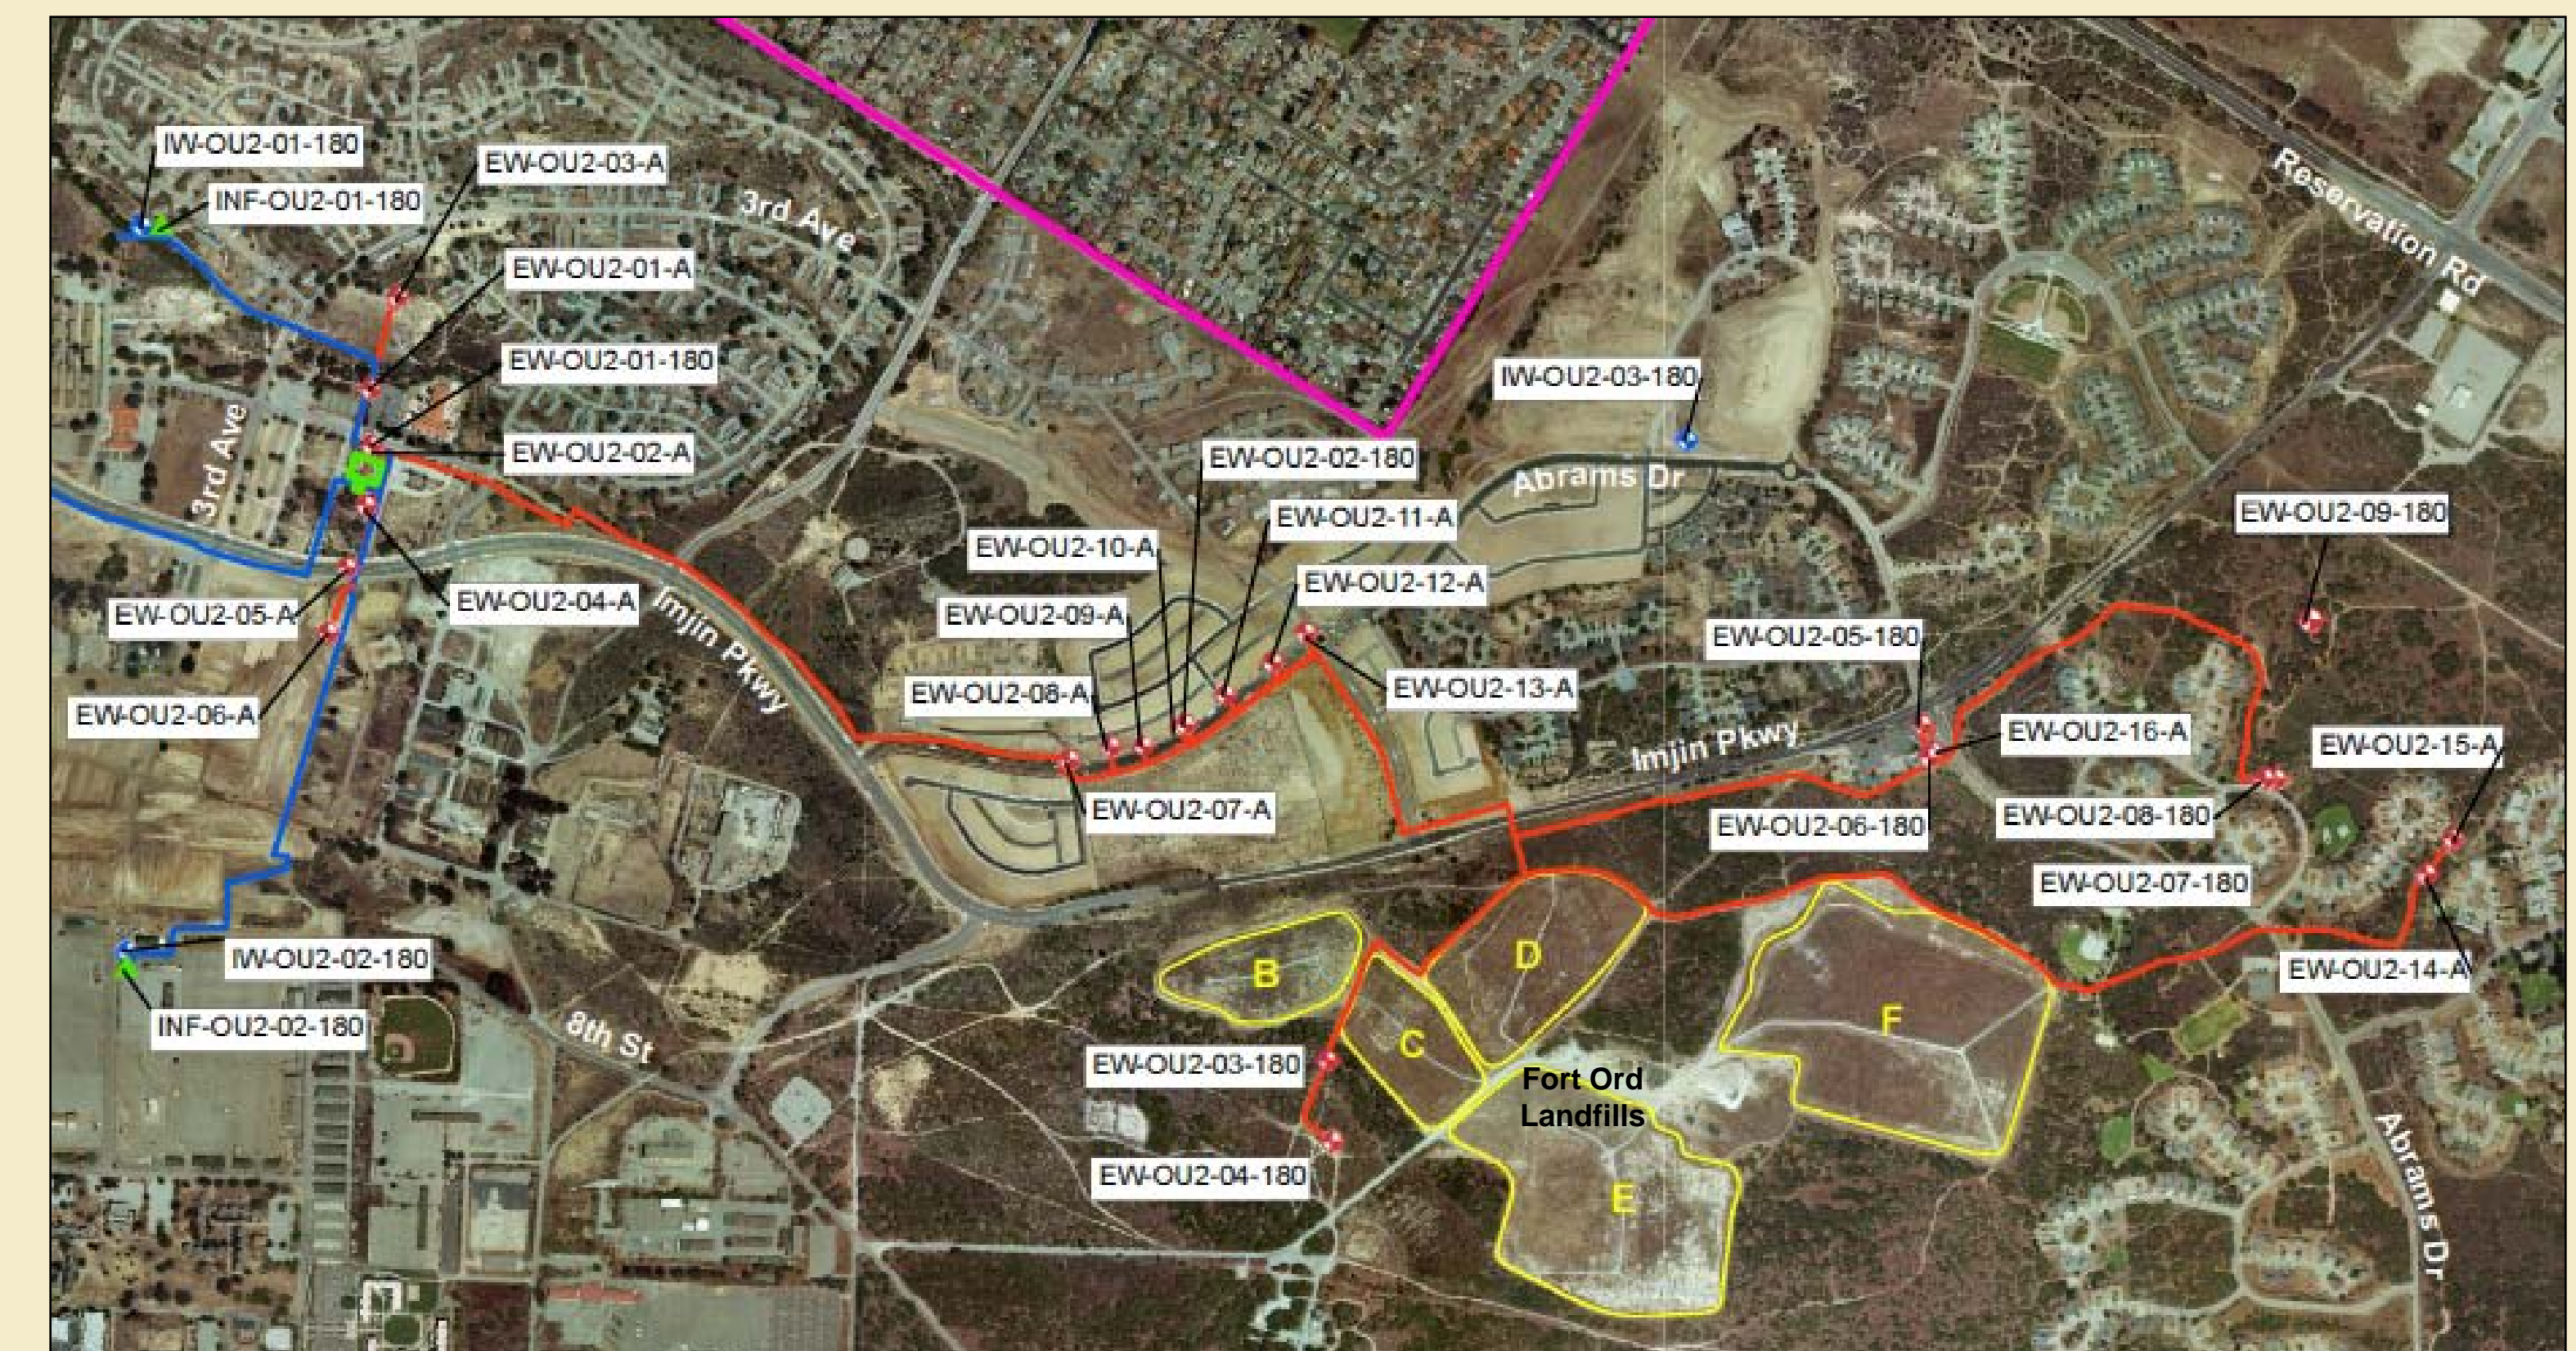 IW-OU2-01-180
EW-OU2-03-A
INF-OU2-01-180
3rd Ave
Reservation Rd
EW-OU2-01-A
EW-OU2-01-180
IW-OU2-03-180
3rd Ave
EW-OU2-02-A
EW-OU2-02-180
Abrams Dr
EW-OU2-11-A
EW-OU2-09-180
EW-OU2-10-A
EW-OU2-12-A
EW-OU2-05-A
EW-OU2-04-A
Imjin Pkwy
EW-OU2-09-A
EW-OU2-05-180
EW-OU2-06-A
EW-OU2-08-A
EW-OU2-13-A
Imjin Pkwy
EW-OU2-16-A
EW-OU2-15-A
EW-OU2-07-A
EW-OU2-06-180
EW-OU2-08-180
EW-OU2-07-180
IW-OU2-02-180
B
D
EW-OU2-14-A
INF-OU2-02-180
8th St
C
F
EW-OU2-03-180
Fort Ord
Landfills
EW-OU2-04-180
E
Abrams Dr